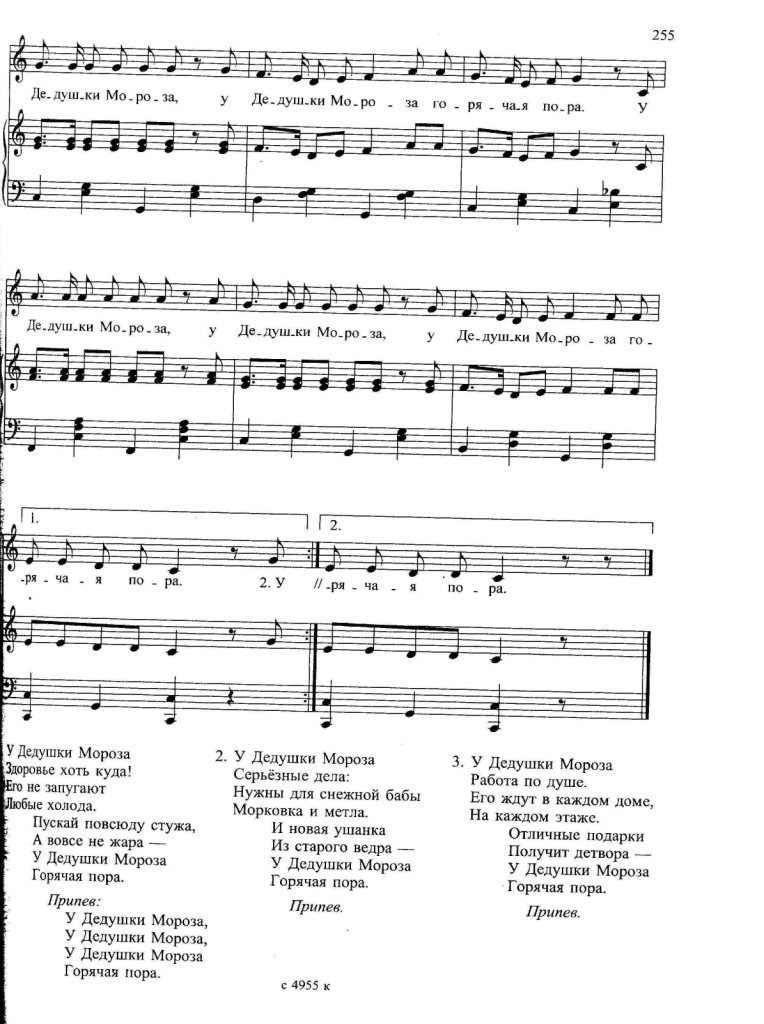 255
Де-душ-ки Мо-ро-за, у Де-душ-ки Мо-ро - за го-ря-ча-я по-ра. У
Де-душ-ки Мо-ро-за, у Де-душ-ки Мо-ро-за, у Де-душ-ки Мо-ро - за го-
1. 2.
-ря - ча - я по - ра. 2. У //-ря - ча - я по - ра.
У Дедушки Мороза
Здоровье хоть куда!
Его не запугают
Любые холода.
Пускай повсюду стужа,
А вовсе не жара —
У Дедушки Мороза
Горячая пора.
Припев:
У Дедушки Мороза,
У Дедушки Мороза,
У Дедушки Мороза
Горячая пора.
2. У Дедушки Мороза
Серьёзные дела:
Нужны для снежной бабы
Морковка и метла.
И новая ушанка
Из старого ведра —
У Дедушки Мороза
Горячая пора.
Припев.
3. У Дедушки Мороза
Работа по душе.
Его ждут в каждом доме,
На каждом этаже.
Отличные подарки
Получит детвора —
У Дедушки Мороза
Горячая пора.
Припев.
с 4955 к